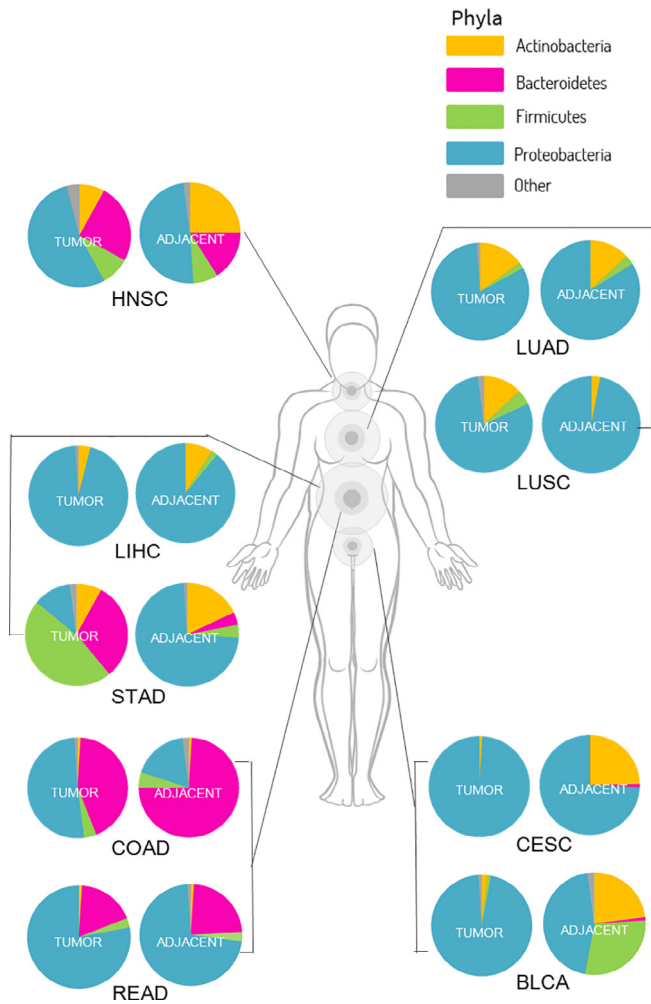 Phyla
Actinobacteria
Bacteroidetes
Firmicutes
Proteobacteria
Other
TUMOR
ADJACENT
HNSC
TUMOR
ADJACENT
LUAD
TUMOR
ADJACENT
LUSC
TUMOR
ADJACENT
LIHC
TUMOR
ADJACENT
STAD
TUMOR
ADJACENT
COAD
TUMOR
ADJACENT
READ
TUMOR
ADJACENT
CESC
TUMOR
ADJACENT
BLCA